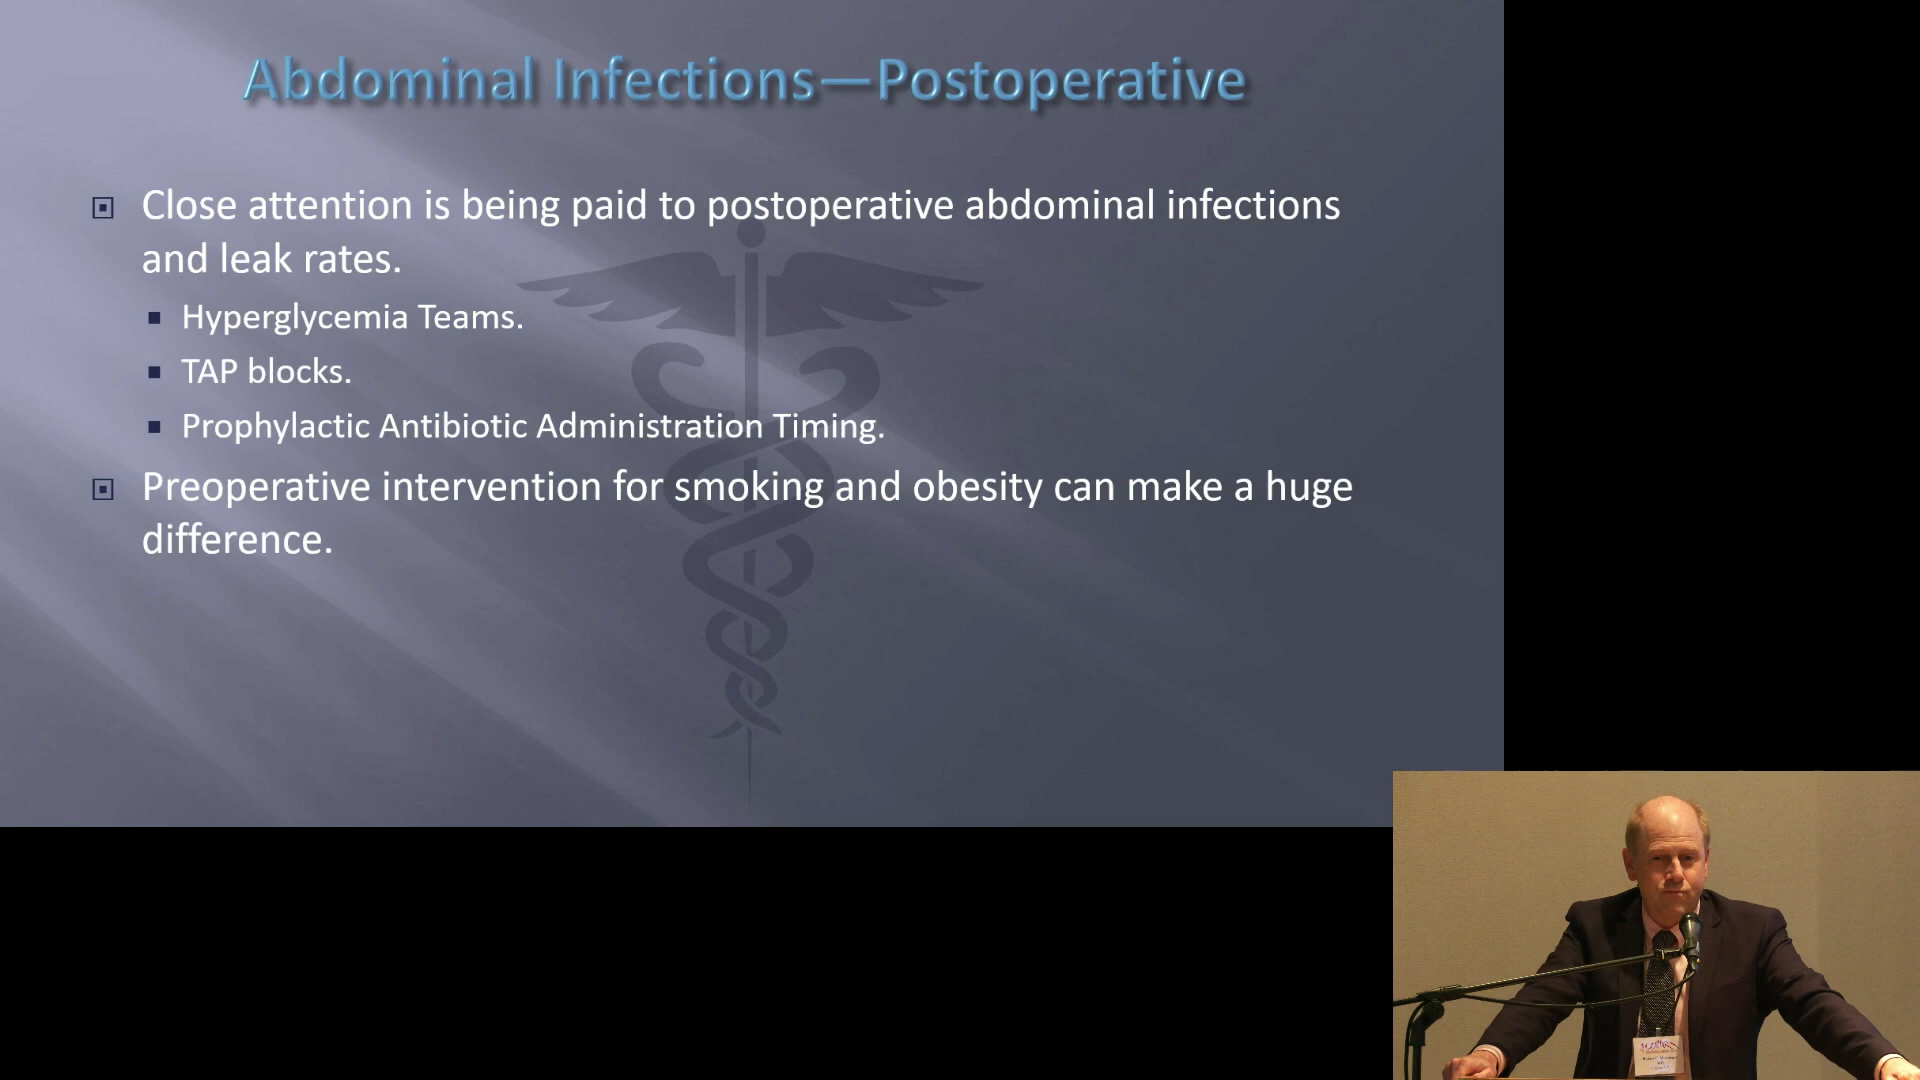 Abdominal Infections—Postoperative
Close attention is being paid to postoperative abdominal infections
and leak rates.
Hyperglycemia Teams.
TAP blocks.
Prophylactic Antibiotic Administration Timing.
Preoperative intervention for smoking and obesity can make a huge
difference.